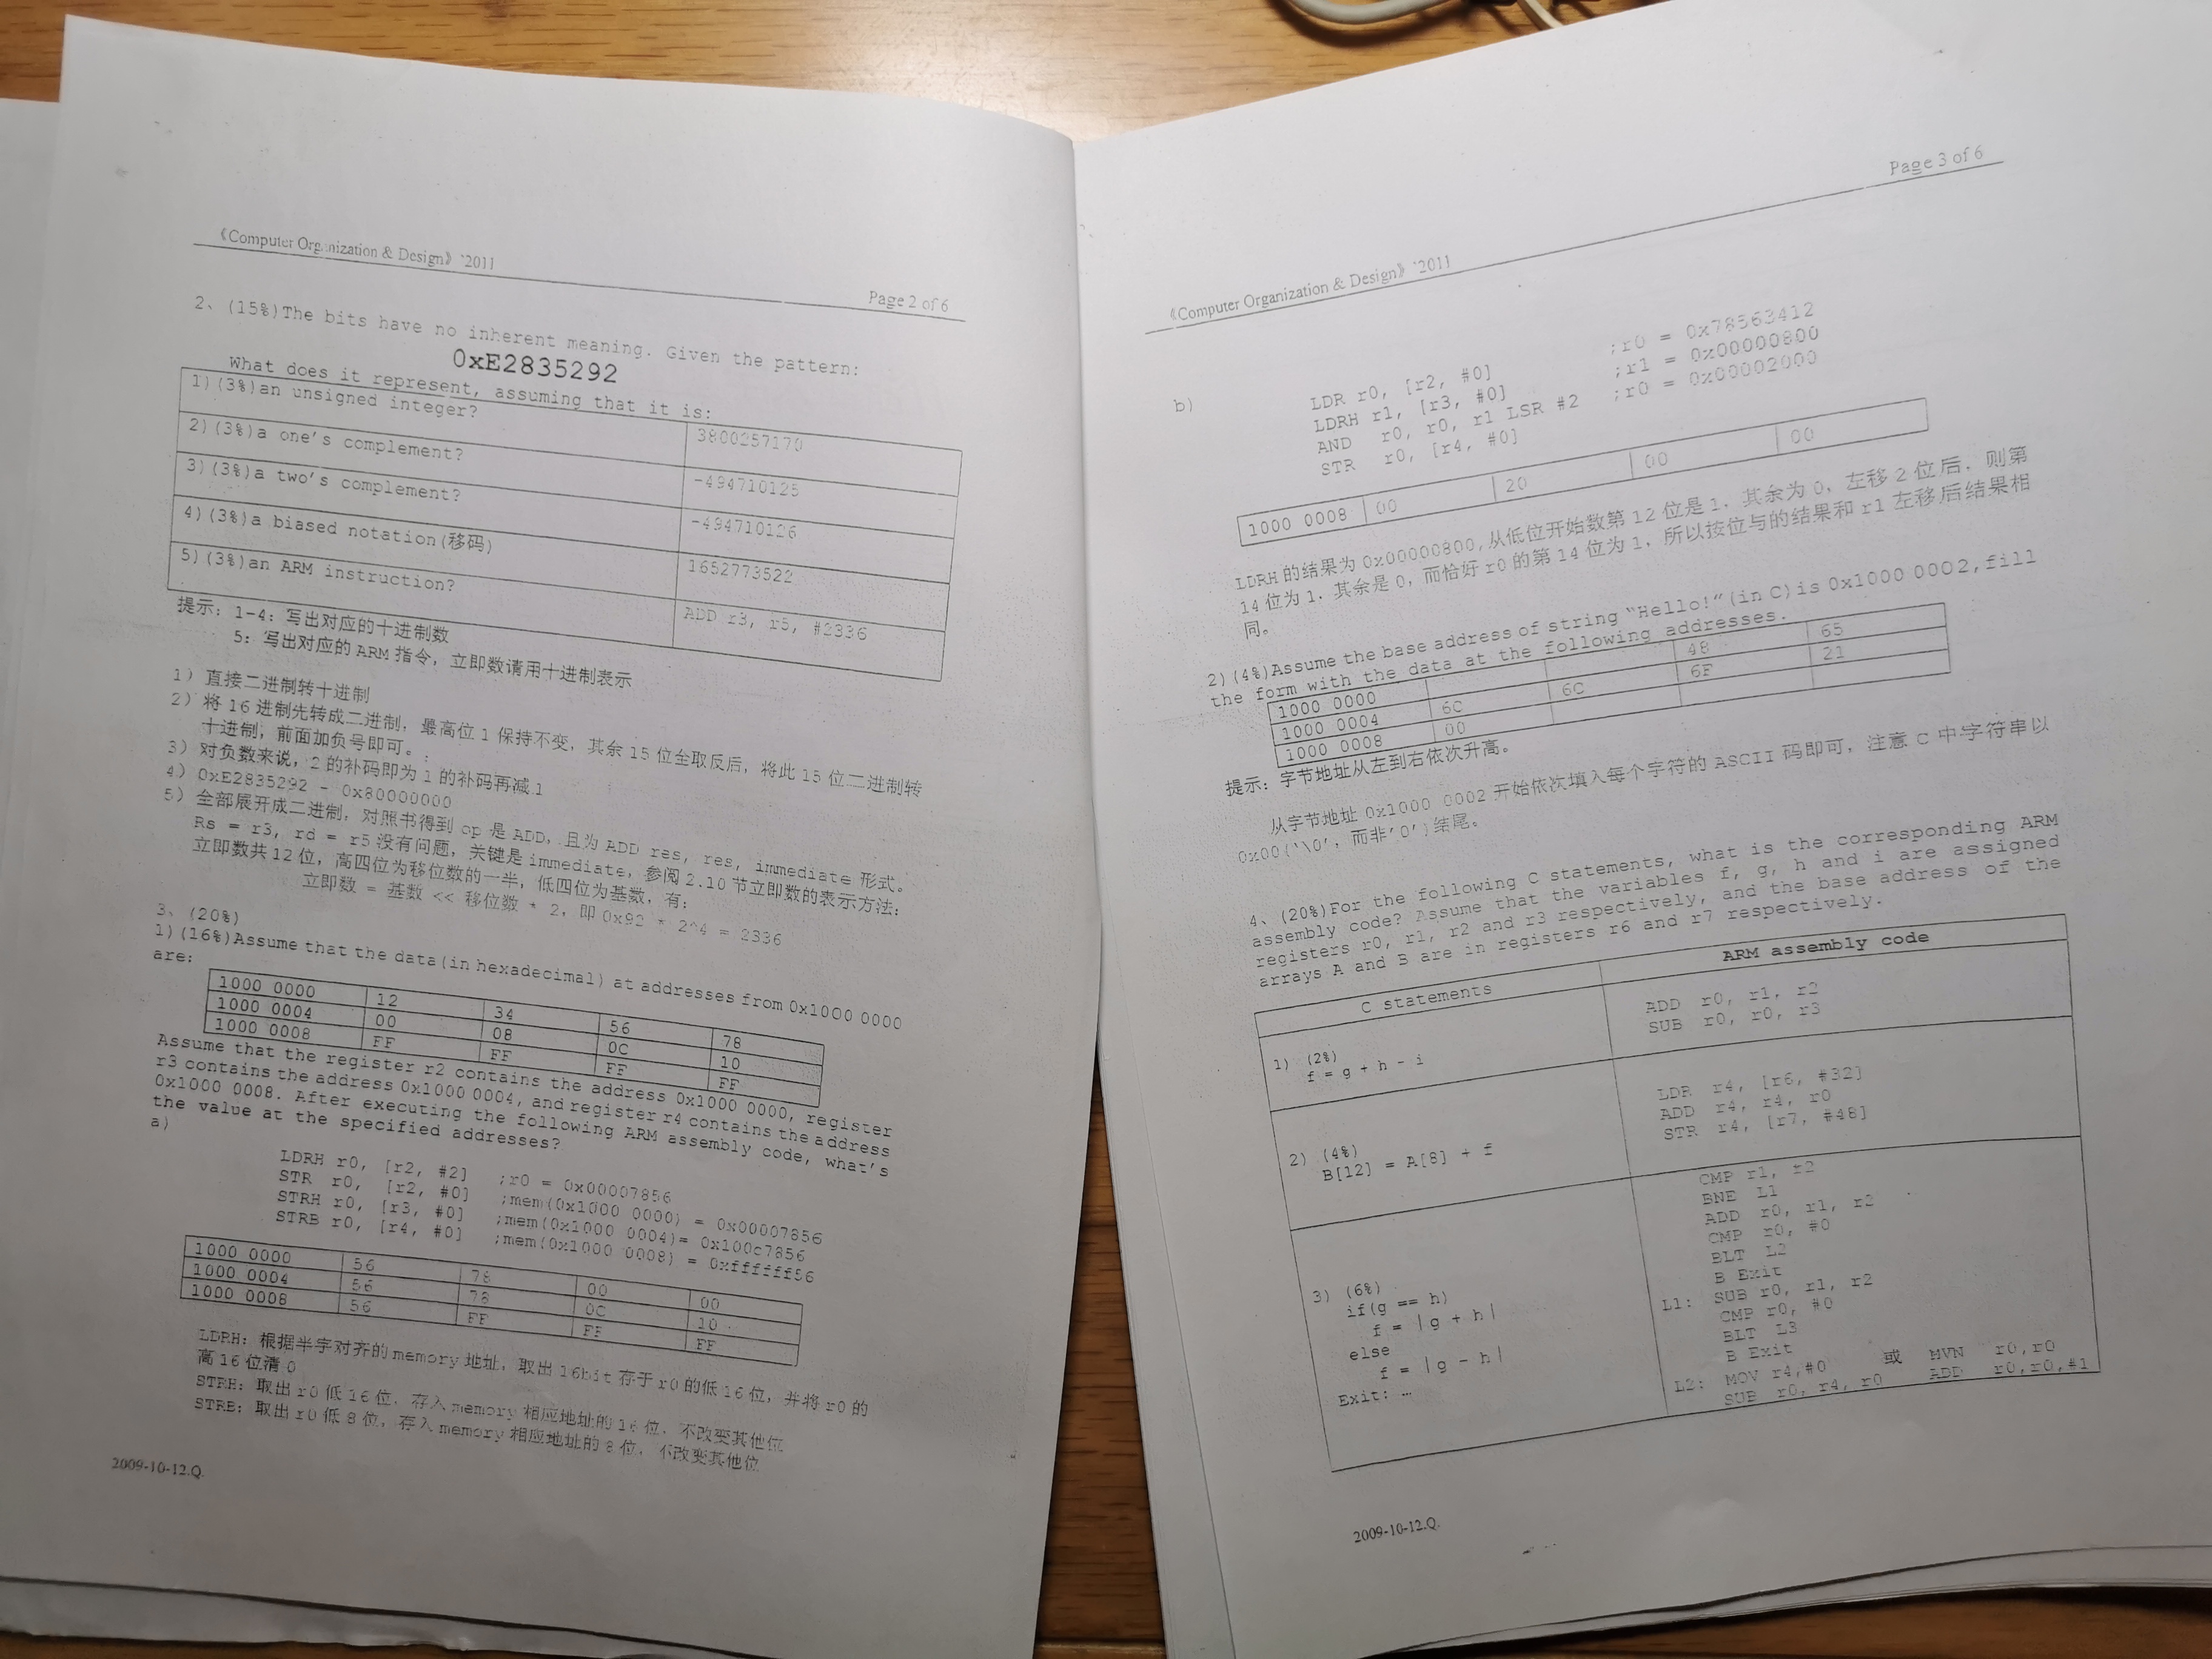 《Computer Organization & Design》 '2011
Page 2 of 6
2、(15%)The bits have no inherent meaning. Given the pattern:
0xE2835292
What does it represent, assuming that it is:
1)(3%)an unsigned integer? 3800257170
2)(3%)a one's complement? -494710125
3)(3%)a two's complement? -494710126
4)(3%)a biased notation(移码) 1652773522
5)(3%)an ARM instruction? ADD r3, r5, #2336
提示: 1-4: 写出对应的十进制数
5: 写出对应的 ARM 指令, 立即数请用十进制表示
1) 直接二进制转十进制
2) 将 16 进制先转成二进制, 最高位 1 保持不变, 其余 15 位全取反后, 将此 15 位二进制转
十进制, 前面加负号即可。
3) 对负数来说, 2 的补码即为 1 的补码再减 1
4) 0xE2835292 - 0x80000000
5) 全部展开成二进制, 对照书得到 op 是 ADD, 且为 ADD res, res, immediate 形式。
Rs = r3, rd = r5 没有问题, 关键是 immediate, 参阅 2.10 节立即数的表示方法:
立即数共 12 位, 高四位为移位数的一半, 低四位为基数, 有:
立即数 = 基数 << 移位数 * 2, 即 0x92 * 2^4 = 2336
3、(20%)
1)(16%)Assume that the data(in hexadecimal) at addresses from 0x1000 0000
are:
1000 0000 12 34 56 78
1000 0004 00 08 0C 10
1000 0008 FF FF FF FF
Assume that the register r2 contains the address 0x1000 0000, register
r3 contains the address 0x1000 0004, and register r4 contains the address
0x1000 0008. After executing the following ARM assembly code, what's
the value at the specified addresses?
a)
LDRH r0, [r2, #2] ;r0 = 0x00007856
STR r0, [r2, #0] ;mem(0x1000 0000) = 0x00007856
STRH r0, [r3, #0] ;mem(0x1000 0004)= 0x100c7856
STRB r0, [r4, #0] ;mem(0x1000 0008) = 0xffffff56
1000 0000 56 78 00 00
1000 0004 56 78 0C 10
1000 0008 56 FF FF FF
LDRH: 根据半字对齐的 memory 地址, 取出 16bit 存于 r0 的低 16 位, 并将 r0 的
高 16 位清 0
STRH: 取出 r0 低 16 位, 存入 memory 相应地址的 16 位, 不改变其他位
STRB: 取出 r0 低 8 位, 存入 memory 相应地址的 8 位, 不改变其他位
2009-10-12.Q.
Page 3 of 6
《Computer Organization & Design》 '2011
b)
LDR r0, [r2, #0] ;r0 = 0x78563412
LDRH r1, [r3, #0] ;r1 = 0x00000800
AND r0, r0, r1 LSR #2 ;r0 = 0x00002000
STR r0, [r4, #0]
1000 0008 00 20 00 00
LDRH 的结果为 0x00000800, 从低位开始数第 12 位是 1, 其余为 0, 左移 2 位后, 则第
14 位为 1, 其余是 0, 而恰好 r0 的第 14 位为 1, 所以按位与的结果和 r1 左移后结果相
同。
2)(4%)Assume the base address of string "Hello!"(in C) is 0x1000 0002, fill
the form with the data at the following addresses.
1000 0000 48 65
1000 0004 6C 6C 6F 21
1000 0008 00
提示: 字节地址从左到右依次升高。
从字节地址 0x1000 0002 开始依次填入每个字符的 ASCII 码即可, 注意 C 中字符串以
0x00('\0', 而非'0')结尾。
4、(20%)For the following C statements, what is the corresponding ARM
assembly code? Assume that the variables f, g, h and i are assigned
registers r0, r1, r2 and r3 respectively, and the base address of the
arrays A and B are in registers r6 and r7 respectively.
C statements ARM assembly code
1) (2%)
f = g + h - i
ADD r0, r1, r2
SUB r0, r0, r3
2) (4%)
B[12] = A[8] + f
LDR r4, [r6, #32]
ADD r4, r4, r0
STR r4, [r7, #48]
3) (6%)
if(g == h)
f = |g + h|
else
f = |g - h|
Exit: …
CMP r1, r2
BNE L1
ADD r0, r1, r2
CMP r0, #0
BLT L2
B Exit
L1: SUB r0, r1, r2
CMP r0, #0
BLT L3
B Exit
L2: MOV r4,#0 或 MVN r0,r0
SUB r0, r4, r0 ADD r0,r0,#1
2009-10-12.Q.